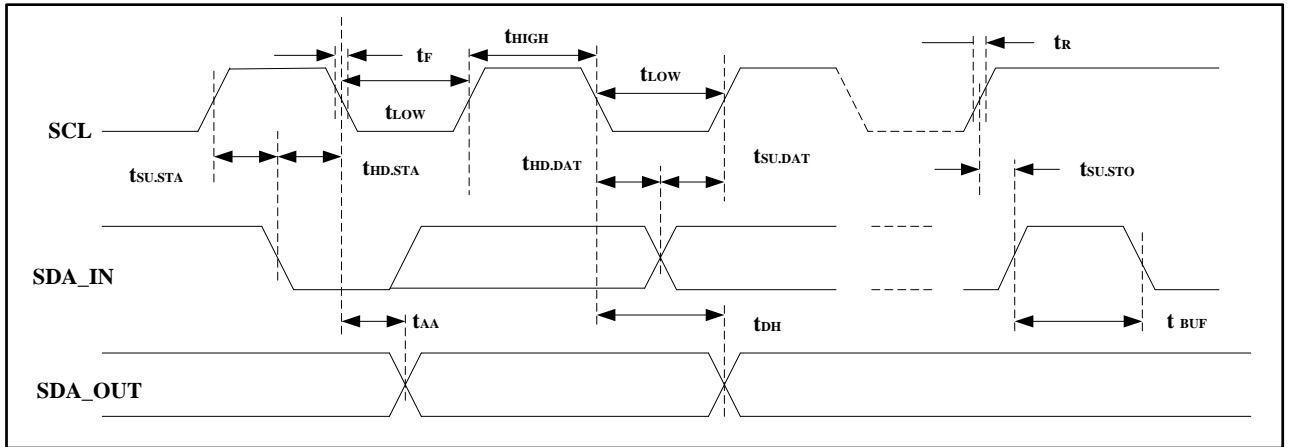 tF
tHIGH
tR
tLOW
tLOW
SCL
tSU.STA
tHD.STA
tHD.DAT
tSU.DAT
tSU.STO
SDA_IN
tAA
tDH
t BUF
SDA_OUT